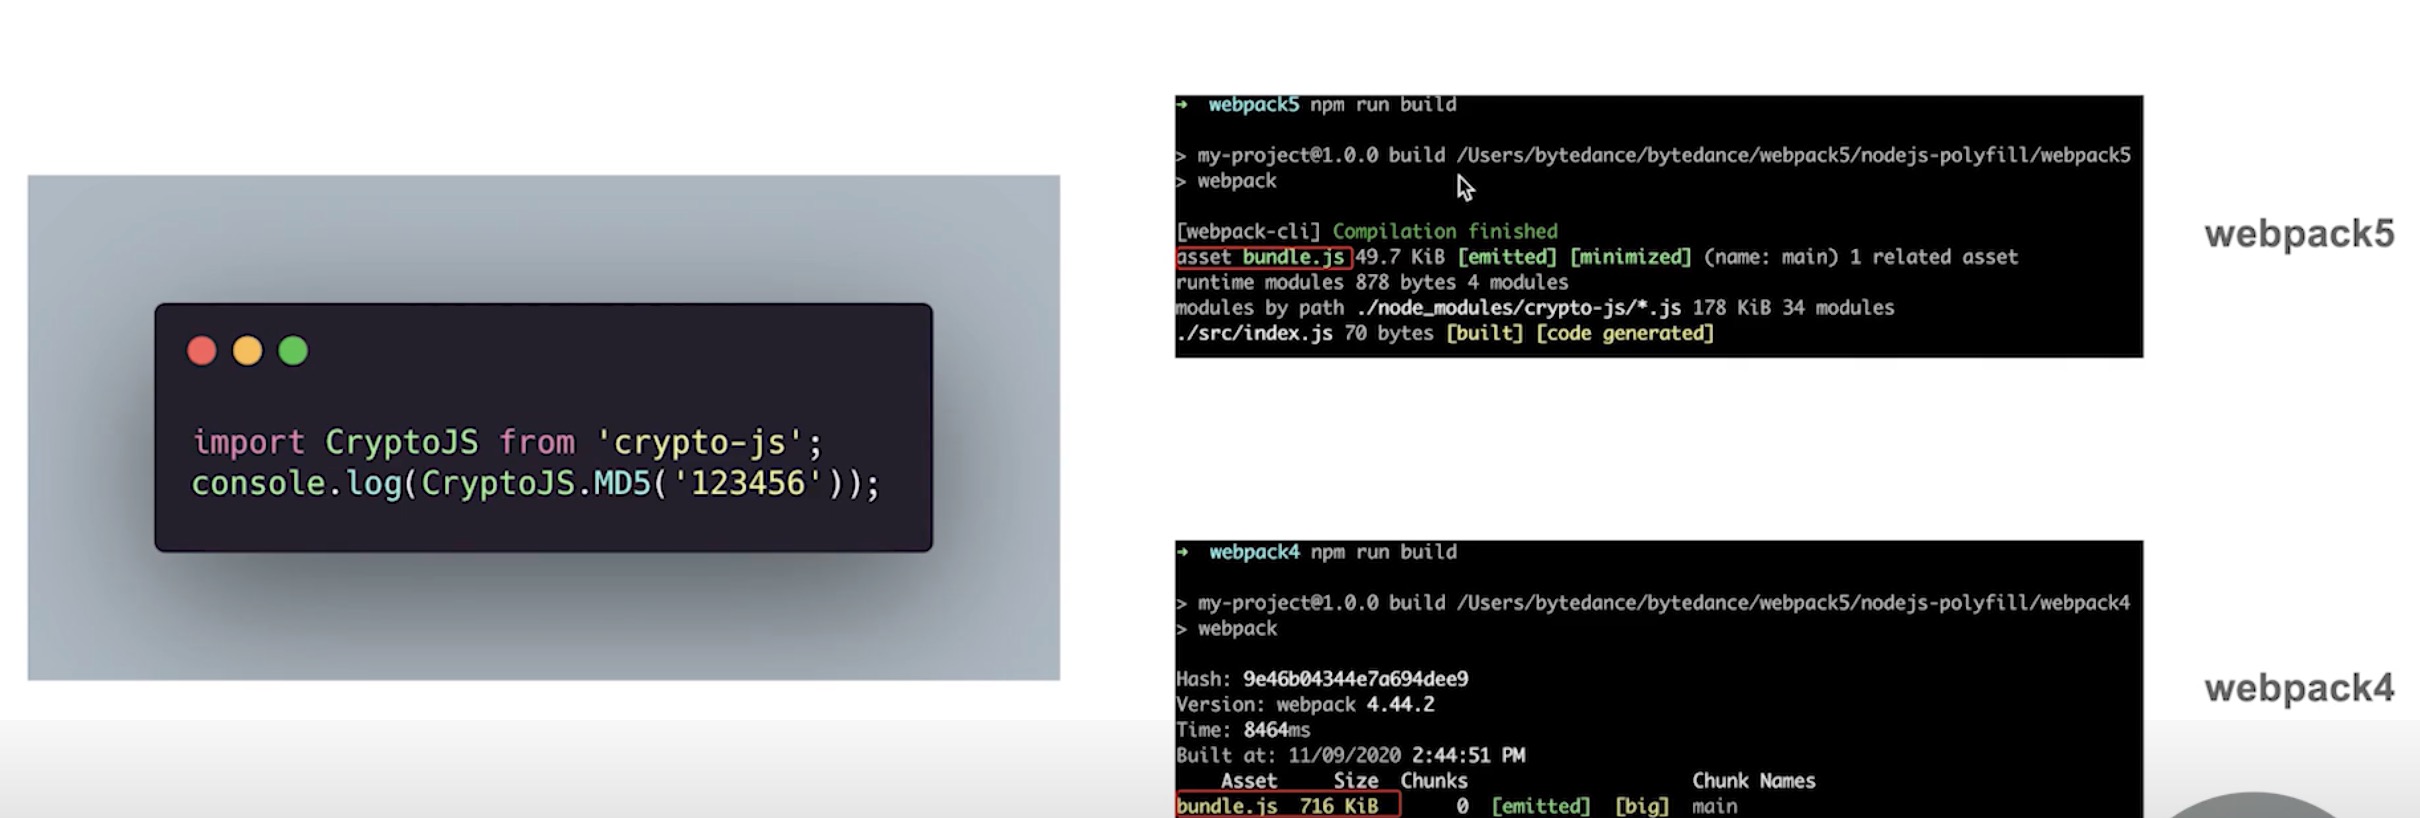 import CryptoJS from 'crypto-js';
console.log(CryptoJS.MD5('123456'));
→ webpack5 npm run build
> my-project@1.0.0 build /Users/bytedance/bytedance/webpack5/nodejs-polyfill/webpack5
> webpack
[webpack-cli] Compilation finished
asset bundle.js 49.7 KiB [emitted] [minimized] (name: main) 1 related asset
runtime modules 878 bytes 4 modules
modules by path ./node_modules/crypto-js/*.js 178 KiB 34 modules
./src/index.js 70 bytes [built] [code generated]
webpack5
→ webpack4 npm run build
> my-project@1.0.0 build /Users/bytedance/bytedance/webpack5/nodejs-polyfill/webpack4
> webpack
Hash: 9e46b04344e7a694dee9
Version: webpack 4.44.2
Time: 8464ms
Built at: 11/09/2020 2:44:51 PM
Asset Size Chunks Chunk Names
bundle.js 716 KiB 0 [emitted] [big] main
webpack4